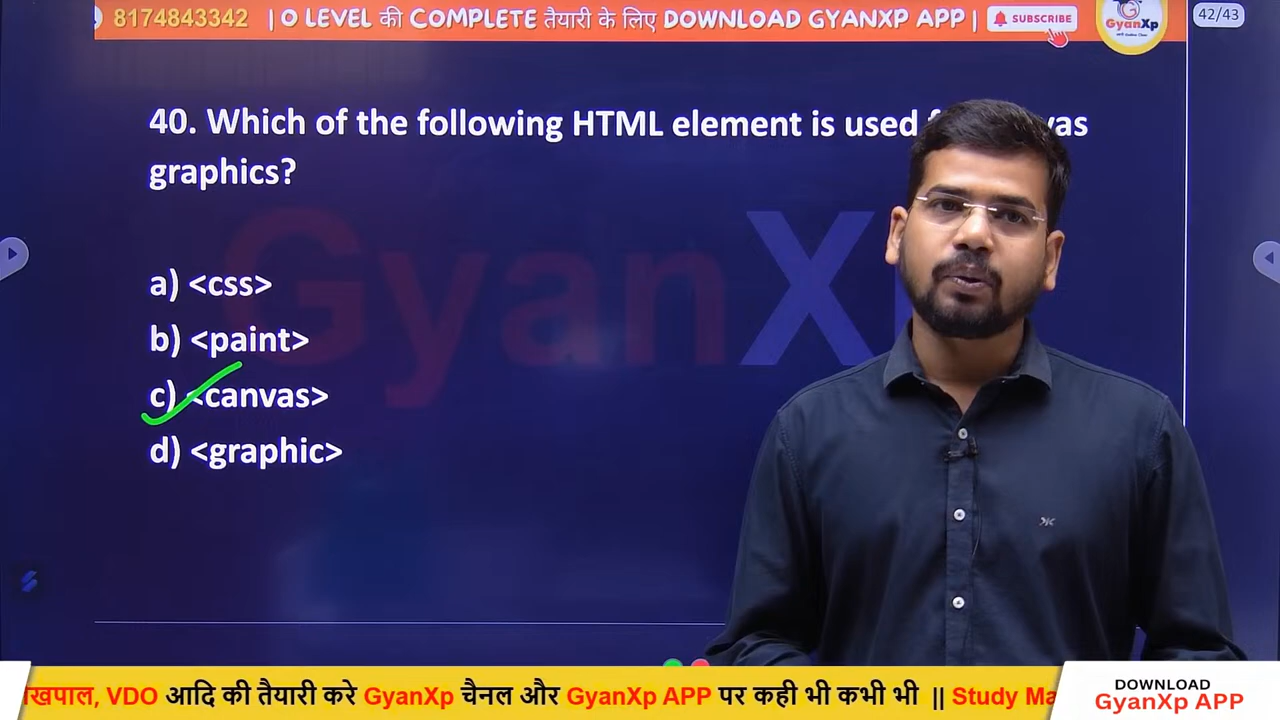 8174843342 | O LEVEL की COMPLETE तैयारी के लिए DOWNLOAD GYANXP APP | SUBSCRIBE GyanXp 42/43
40. Which of the following HTML element is used
graphics?
GyanX
a) <css>
b) <paint>
c) <canvas>
d) <graphic>
VDO आदि की तैयारी करे GyanXp चैनल और GyanXp APP पर कही भी कभी भी || Study
DOWNLOAD
GyanXp APP